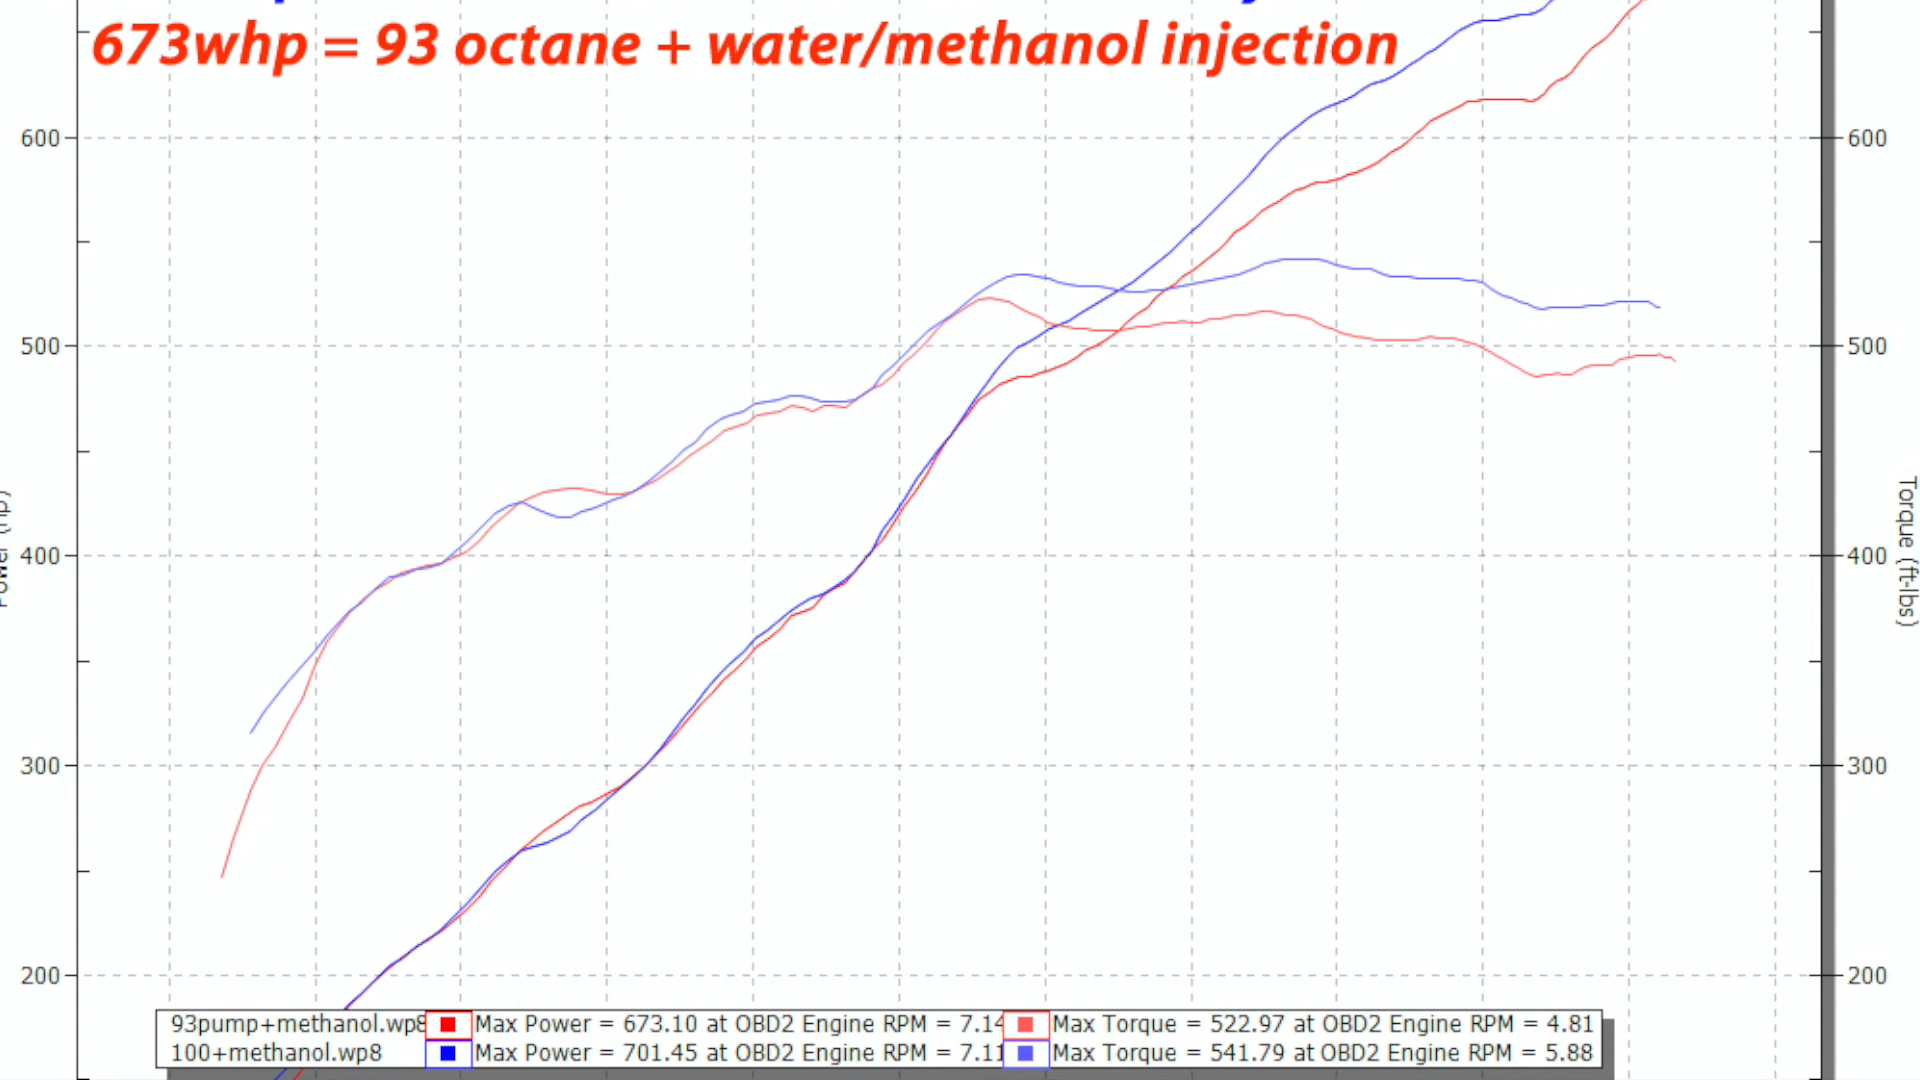 673whp = 93 octane + water/methanol injection
600 600
500 500
Torque (ft-lbs)
400 400
300 300
200 200
93pump+methanol.wp8 Max Power = 673.10 at OBD2 Engine RPM = 7.14 Max Torque = 522.97 at OBD2 Engine RPM = 4.81
100+methanol.wp8 Max Power = 701.45 at OBD2 Engine RPM = 7.11 Max Torque = 541.79 at OBD2 Engine RPM = 5.88